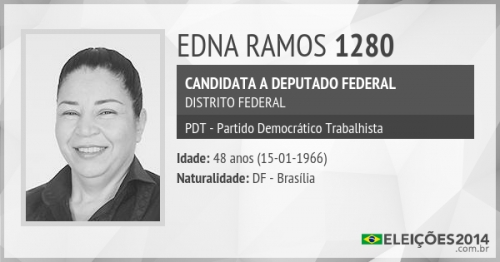 EDNA RAMOS 1280
CANDIDATA A DEPUTADO FEDERAL
DISTRITO FEDERAL
PDT - Partido Democrático Trabalhista
Idade: 48 anos (15-01-1966)
Naturalidade: DF - Brasília
ELEIÇÕES2014
.com.br